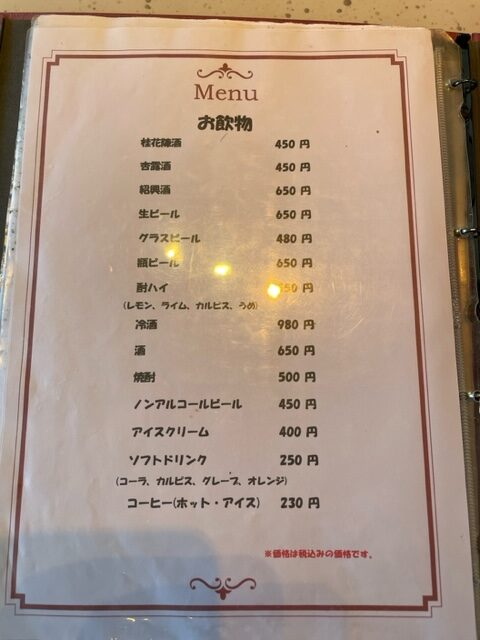 Menu
お飲物
桂花陳酒 450 円
杏露酒 450 円
紹興酒 650 円
生ビール 650 円
グラスビール 480 円
瓶ビール 650 円
酎ハイ 円
(レモン、ライム、カルピス、うめ)
冷酒 980 円
酒 650 円
焼酎 500 円
ノンアルコールビール 450 円
アイスクリーム 400 円
ソフトドリンク 250 円
(コーラ、カルピス、グレープ、オレンジ)
コーヒー(ホット・アイス) 230 円
※価格は税込みの価格です。